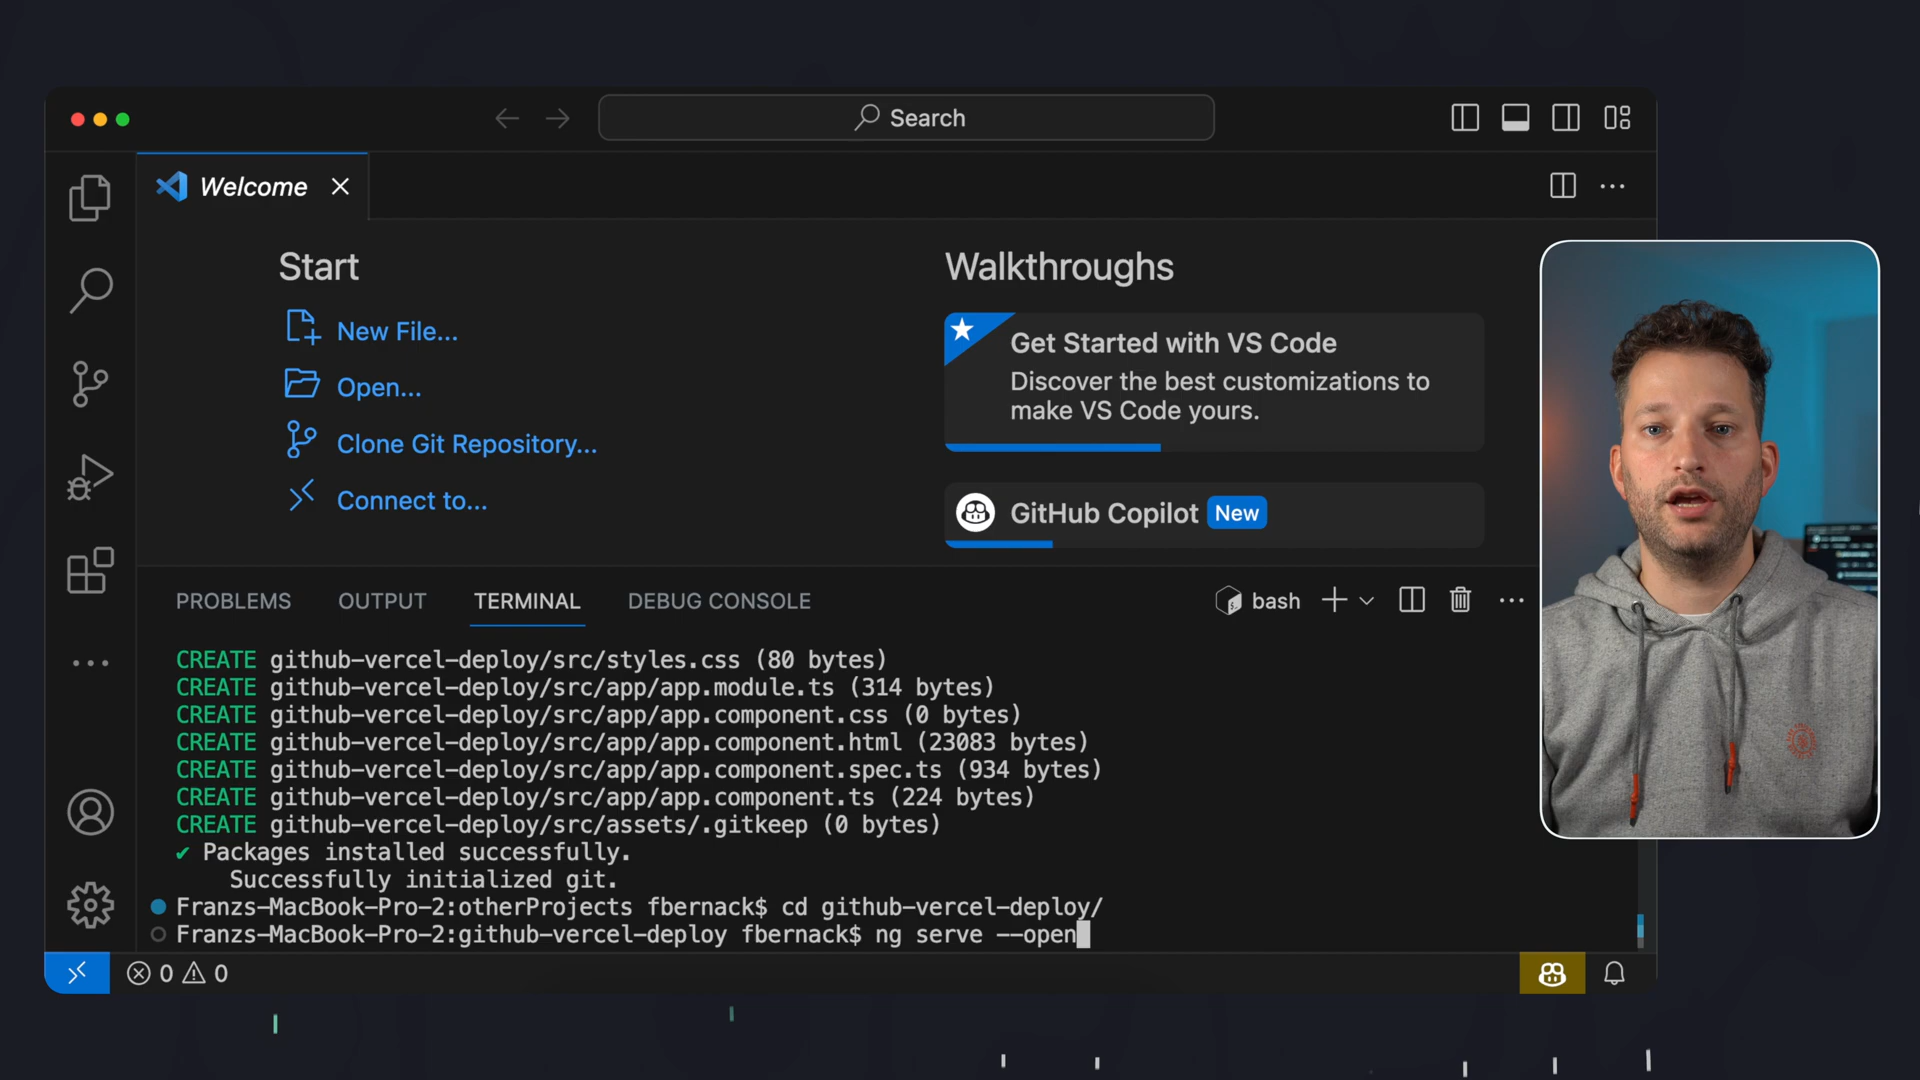 Search
Welcome
Start
New File...
Open...
Clone Git Repository...
Connect to...
Walkthroughs
Get Started with VS Code
Discover the best customizations to
make VS Code yours.
GitHub Copilot New
PROBLEMS OUTPUT TERMINAL DEBUG CONSOLE bash
CREATE github-vercel-deploy/src/styles.css (80 bytes)
CREATE github-vercel-deploy/src/app/app.module.ts (314 bytes)
CREATE github-vercel-deploy/src/app/app.component.css (0 bytes)
CREATE github-vercel-deploy/src/app/app.component.html (23083 bytes)
CREATE github-vercel-deploy/src/app/app.component.spec.ts (934 bytes)
CREATE github-vercel-deploy/src/app/app.component.ts (224 bytes)
CREATE github-vercel-deploy/src/assets/.gitkeep (0 bytes)
✔ Packages installed successfully.
Successfully initialized git.
Franzs-MacBook-Pro-2:otherProjects fbernack$ cd github-vercel-deploy/
Franzs-MacBook-Pro-2:github-vercel-deploy fbernack$ ng serve --open
0 0